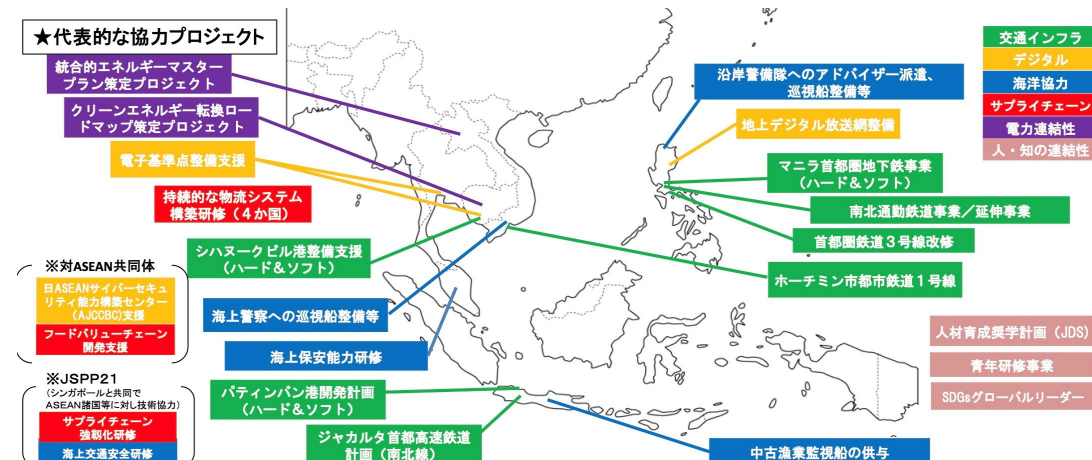 ★代表的な協力プロジェクト
統合的エネルギーマスター
プラン策定プロジェクト
クリーンエネルギー転換ロー
ドマップ策定プロジェクト
電子基準点整備支援
持続的な物流システム
構築研修（４か国）
シハヌークビル港整備支援
（ハード＆ソフト）
※対ASEAN共同体
日ASEANサイバーセキュ
リティ能力構築センター
(AJCCBC)支援
フードバリューチェーン
開発支援
海上警察への巡視船整備等
海上保安能力研修
※JSPP21
（シンガポールと共同で
ASEAN諸国等に対し技術協力）
サプライチェーン
強靭化研修
海上交通安全研修
パティンバン港開発計画
（ハード＆ソフト）
ジャカルタ首都高速鉄道
計画（南北線）
中古漁業監視船の供与
沿岸警備隊へのアドバイザー派遣、
巡視船整備等
地上デジタル放送網整備
マニラ首都圏地下鉄事業
（ハード＆ソフト）
南北通勤鉄道事業／延伸事業
首都圏鉄道３号線改修
ホーチミン市都市鉄道１号線
交通インフラ
デジタル
海洋協力
サプライチェーン
電力連結性
人・知の連結性
人材育成奨学計画（JDS）
青年研修事業
SDGsグローバルリーダー